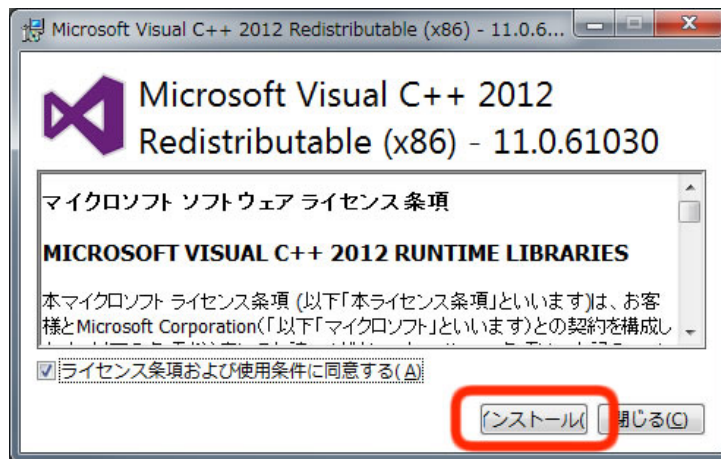 Microsoft Visual C++ 2012 Redistributable (x86) - 11.0.6...
Microsoft Visual C++ 2012
Redistributable (x86) - 11.0.61030
マイクロソフト ソフトウェア ライセンス条項
MICROSOFT VISUAL C++ 2012 RUNTIME LIBRARIES
本マイクロソフト ライセンス条項 (以下「本ライセンス条項」といいます)は、お客
様とMicrosoft Corporation(「以下「マイクロソフト」といいます)との契約を構成し
ライセンス条項および使用条件に同意する(A)
インストール(
閉じる(C)